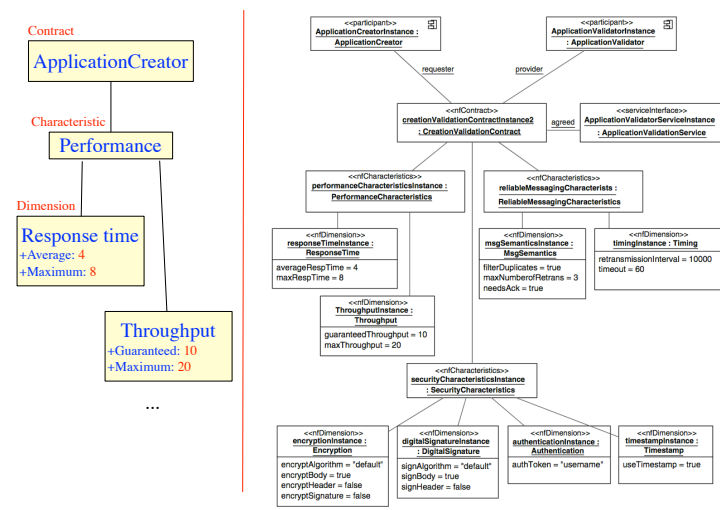 Contract
ApplicationCreator
Characteristic
Performance
Dimension
Response time
+Average: 4
+Maximum: 8
Throughput
+Guaranteed: 10
+Maximum: 20
...
<<participant>>
ApplicationCreatorInstance
: ApplicationCreator
<<participant>>
ApplicationValidatorInstance
: ApplicationValidator
requester
provider
<<nfContract>>
creationValidationContractInstance2
: CreationValidationContract
agreed
<<serviceInterface>>
ApplicationValidatorServiceInstance
: ApplicationValidationService
<<nfCharacteristics>>
performanceCharacteristicsInstance :
PerformanceCharacteristics
<<nfCharacteristics>>
reliableMessagingCharacterists :
ReliableMessagingCharacteristics
<<nfDimension>>
responseTimeInstance :
ResponseTime
averageRespTime = 4
maxRespTime = 8
<<nfDimension>>
msgSemanticsInstance :
MsgSemantics
filterDuplicates = true
maxNumberofRetrans = 3
needsAck = true
<<nfDimension>>
timingInstance : Timing
retransmissionInterval = 10000
timeout = 60
<<nfDimension>>
ThroughputInstance :
Throughput
guaranteedThroughput = 10
maxThroughput = 20
<<nfCharacteristics>>
securityCharacteristicsInstance
: SecurityCharacteristics
<<nfDimension>>
encryptionInstance :
Encryption
encryptAlgorithm = "default"
encryptBody = true
encryptHeader = false
encryptSignature = false
<<nfDimension>>
digitalSignatureInstance
: DigitalSignature
signAlgorithm = "default"
signBody = true
signHeader = false
<<nfDimension>>
authenticationInstance :
Authentication
authToken = "username"
<<nfDimension>>
timestampInstance :
Timestamp
useTimestamp = true